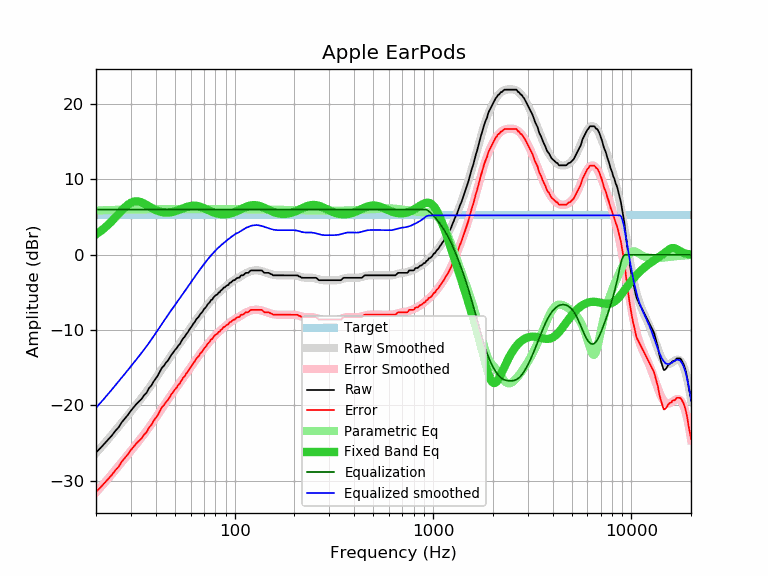 Apple EarPods
20
10
0
−10
−20
−30
Amplitude (dBr)
Target
Raw Smoothed
Error Smoothed
Raw
Error
Parametric Eq
Fixed Band Eq
Equalization
Equalized smoothed
100
1000
10000
Frequency (Hz)